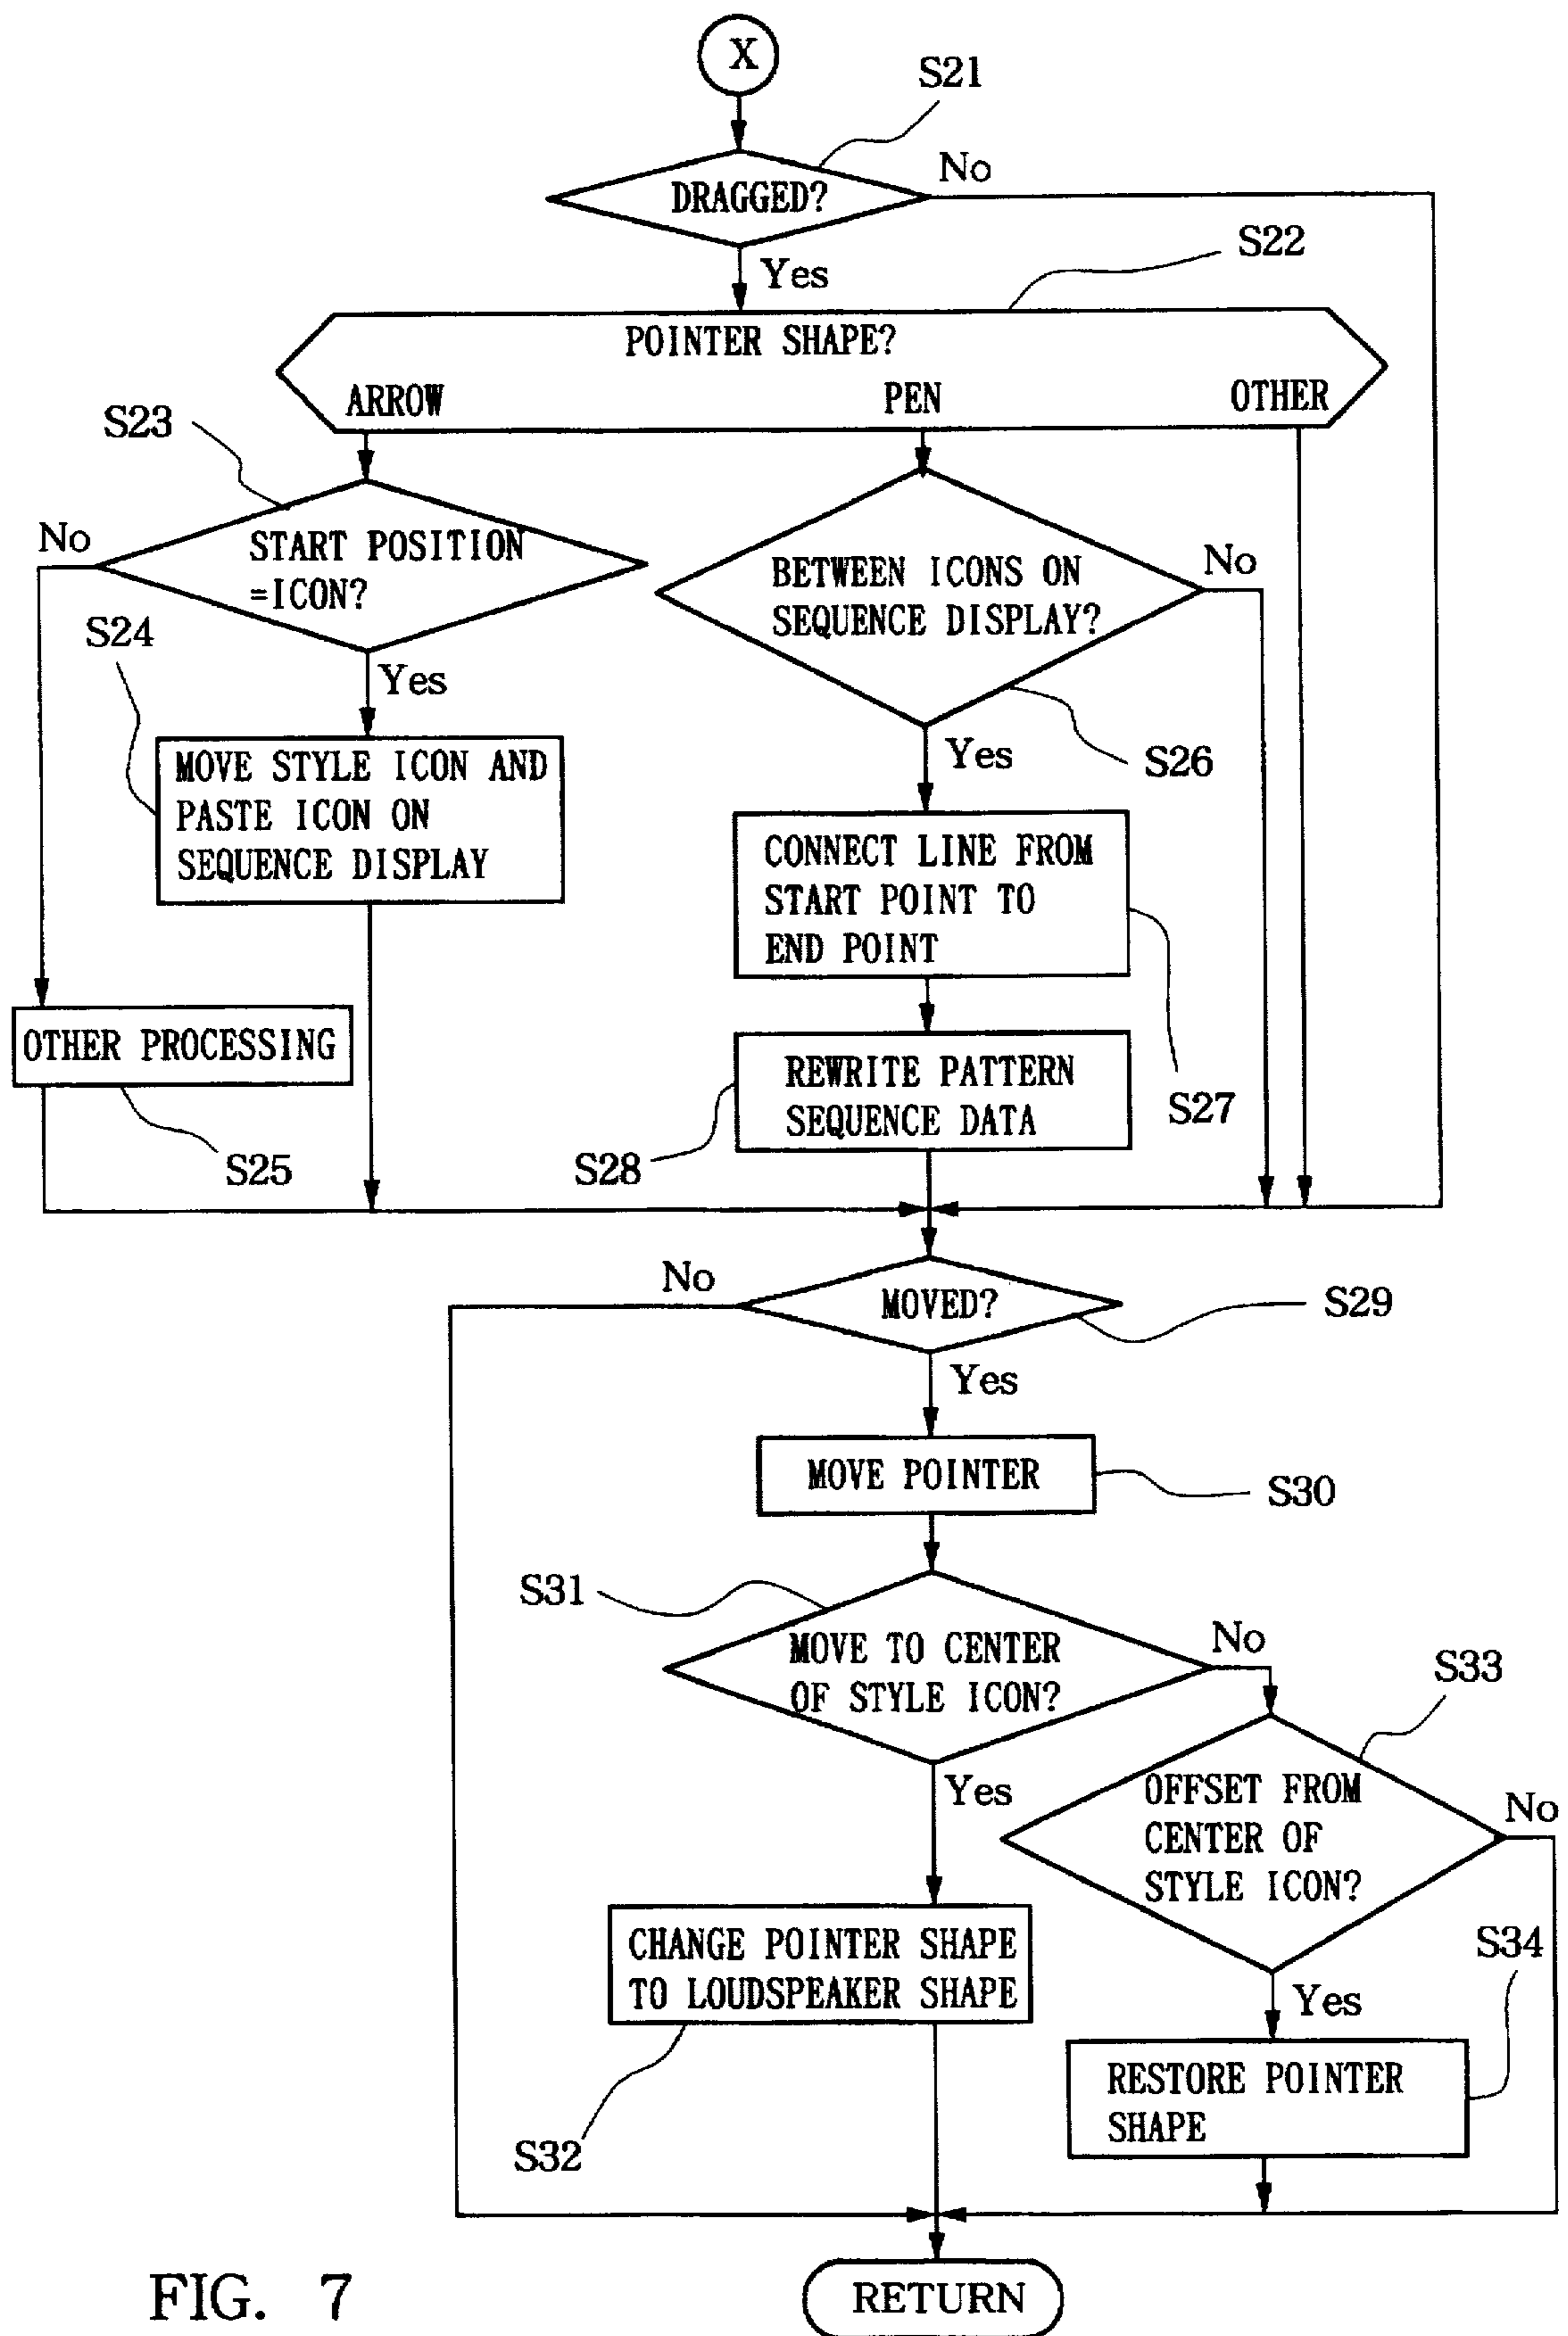 X
S21
DRAGGED?
No
Yes
S22
POINTER SHAPE?
ARROW
PEN
OTHER
S23
No
START POSITION
=ICON?
Yes
S24
MOVE STYLE ICON AND
PASTE ICON ON
SEQUENCE DISPLAY
OTHER PROCESSING
S25
BETWEEN ICONS ON
SEQUENCE DISPLAY?
No
Yes
S26
CONNECT LINE FROM
START POINT TO
END POINT
S27
REWRITE PATTERN
SEQUENCE DATA
S28
No
MOVED?
S29
Yes
MOVE POINTER
S30
S31
MOVE TO CENTER
OF STYLE ICON?
No
Yes
S33
OFFSET FROM
CENTER OF
STYLE ICON?
No
Yes
CHANGE POINTER SHAPE
TO LOUDSPEAKER SHAPE
S32
S34
RESTORE POINTER
SHAPE
RETURN
FIG. 7